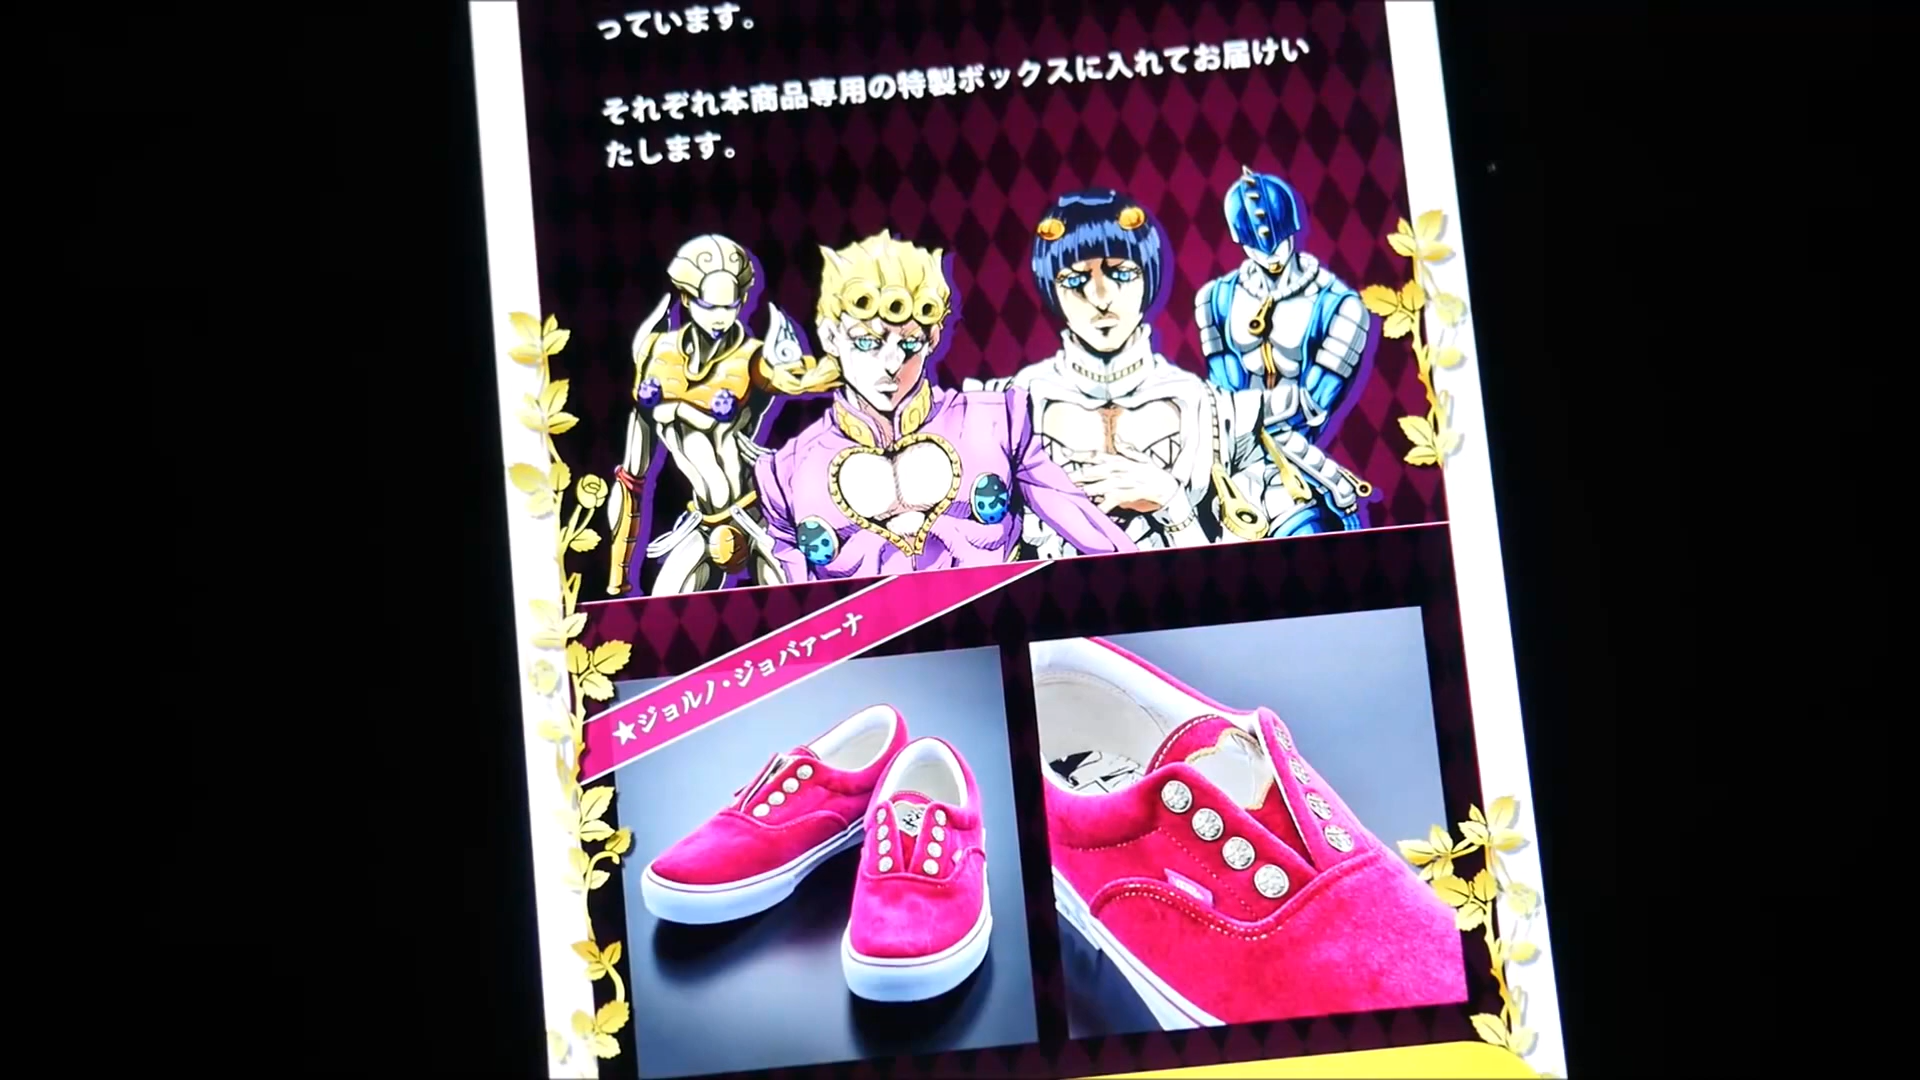 っています。
それぞれ本商品専用の特製ボックスに入れてお届けい
たします。
★ジョルノ・ジョバァーナ